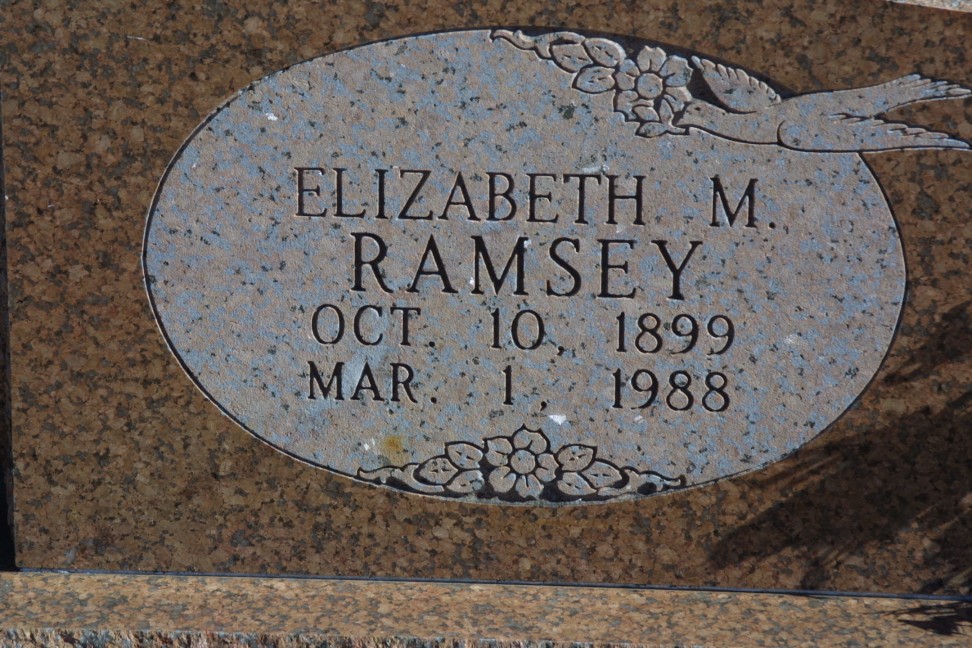 ELIZABETH M.
RAMSEY
OCT. 10, 1899
MAR. 1, 1988